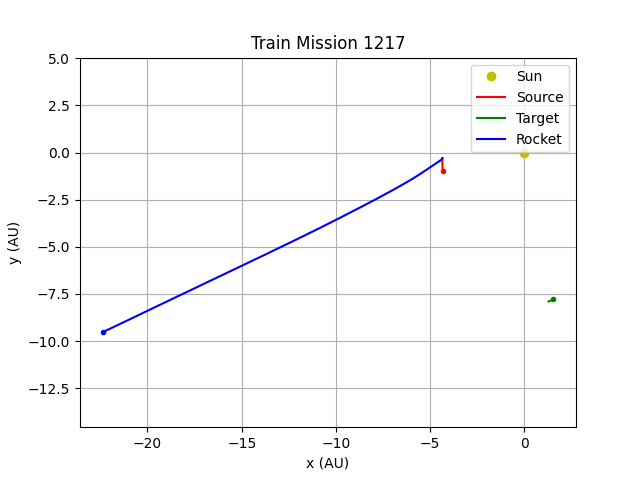 Train Mission 1217
Sun
Source
Target
Rocket
5.0
2.5
0.0
−2.5
−5.0
−7.5
−10.0
−12.5
y (AU)
−20
−15
−10
−5
0
x (AU)